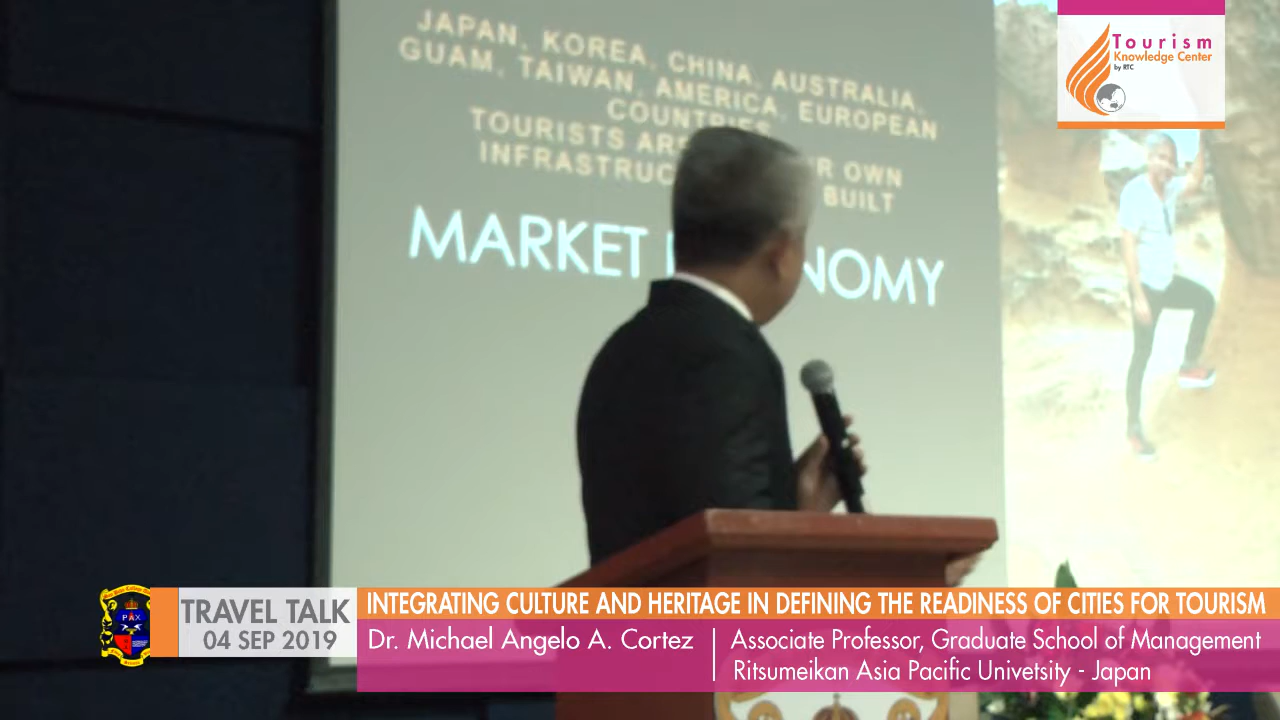 JAPAN, KOREA, CHINA, AUSTRALIA,
GUAM, TAIWAN, AMERICA, EUROPEAN
COUNTRIES
TOURISTS OWN
BUILT
MARKET NOMY
Tourism
Knowledge Center
by RTC
PAX
TRAVEL TALK
04 SEP 2019
INTEGRATING CULTURE AND HERITAGE IN DEFINING THE READINESS OF CITIES FOR TOURISM
Dr. Michael Angelo A. Cortez
Associate Professor, Graduate School of Management
Ritsumeikan Asia Pacific Univetsity - Japan